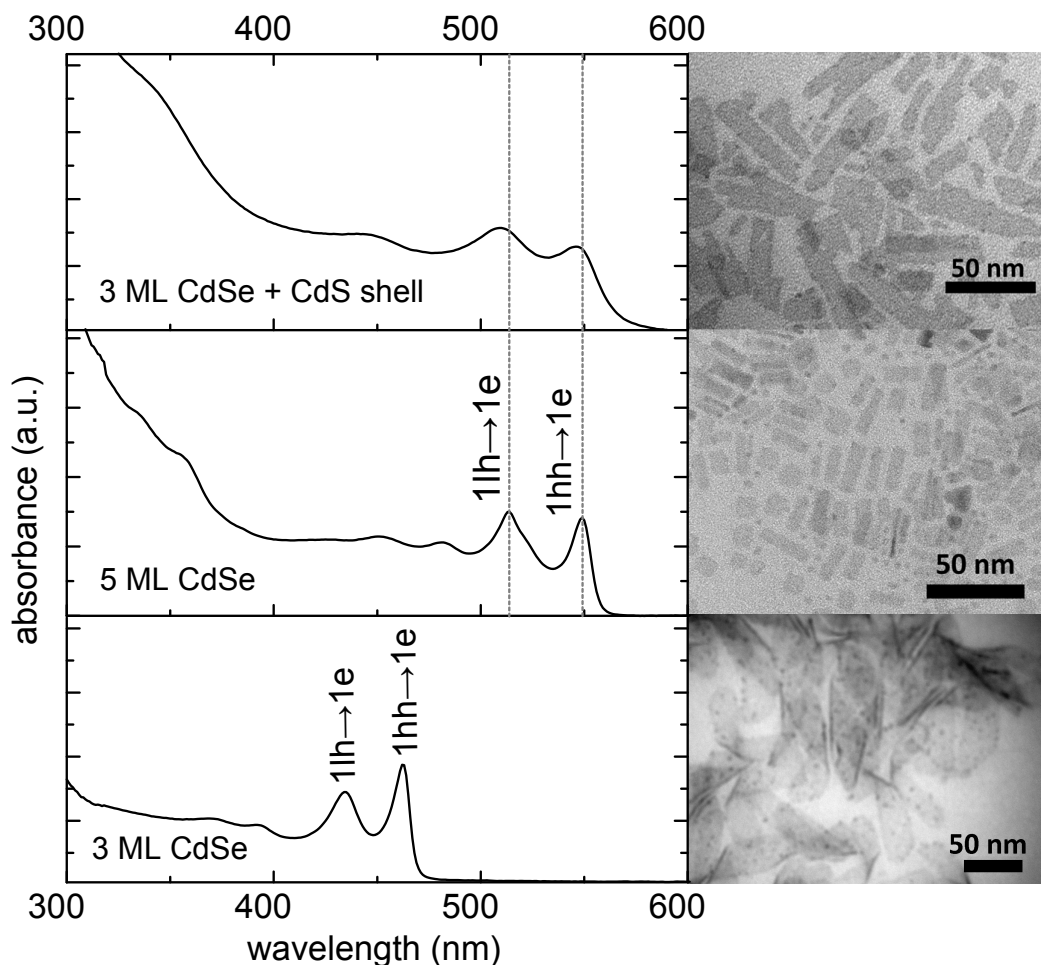 300 400 500 600
3 ML CdSe + CdS shell
50 nm
1lh→1e
1hh→1e
5 ML CdSe
50 nm
1lh→1e
1hh→1e
3 ML CdSe
50 nm
absorbance (a.u.)
300 400 500 600
wavelength (nm)